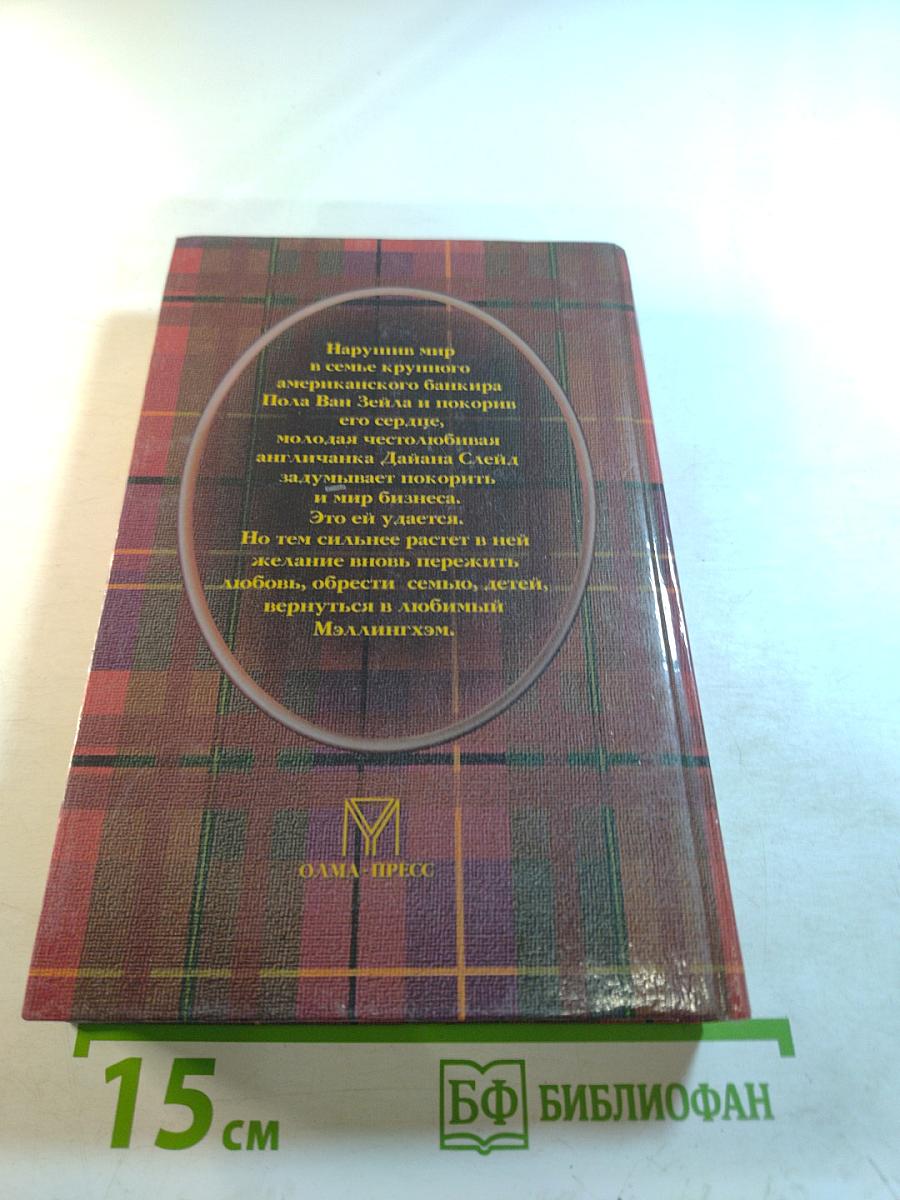 Нарушив мир
в семье крупного
американского банкира
Пола Ван Зейла и покорив
его сердце,
молодая честолюбивая
англичанка Дайана Слейд
задумывает покорить
и мир бизнеса.
Это ей удается.
Но тем сильнее растет в ней
желание вновь пережить
любовь, обрести семью, детей,
вернуться в любимый
Мэллингхэм.
ОЛМА-ПРЕСС
15 см
БФ БИБЛИОФАН